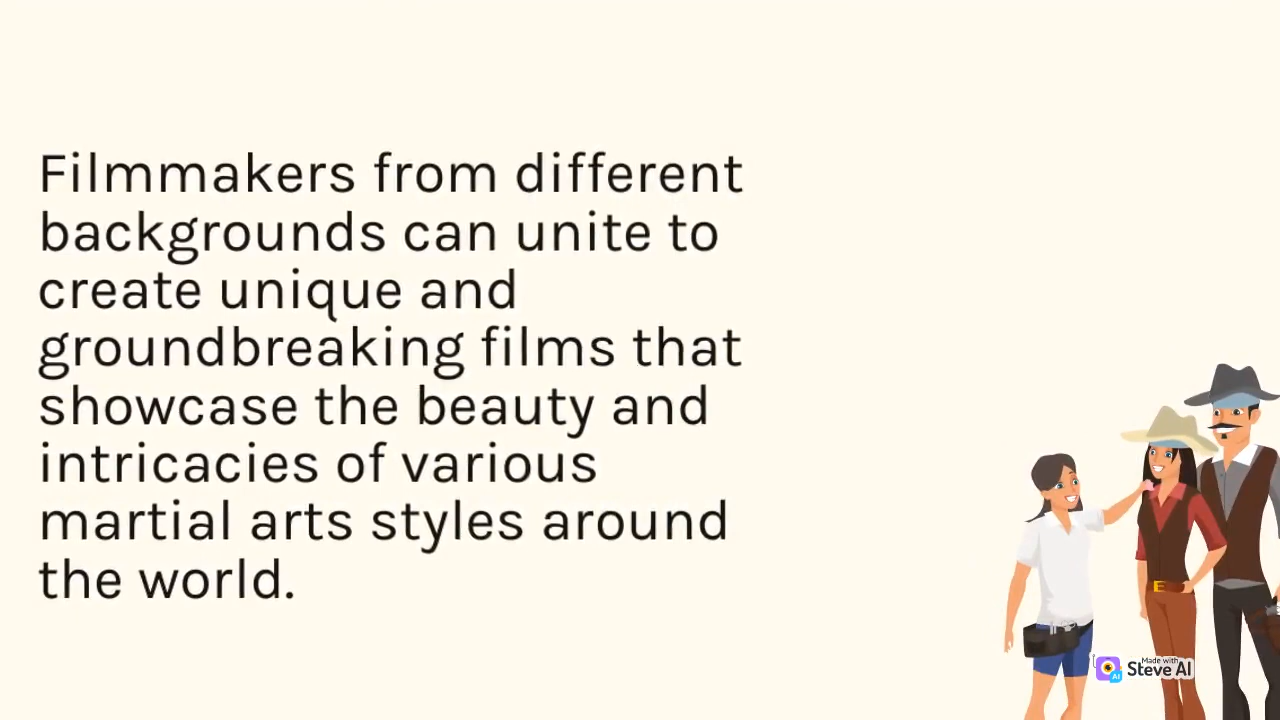 Filmmakers from different
backgrounds can unite to
create unique and
groundbreaking films that
showcase the beauty and
intricacies of various
martial arts styles around
the world.
Made with
Steve AI
AI